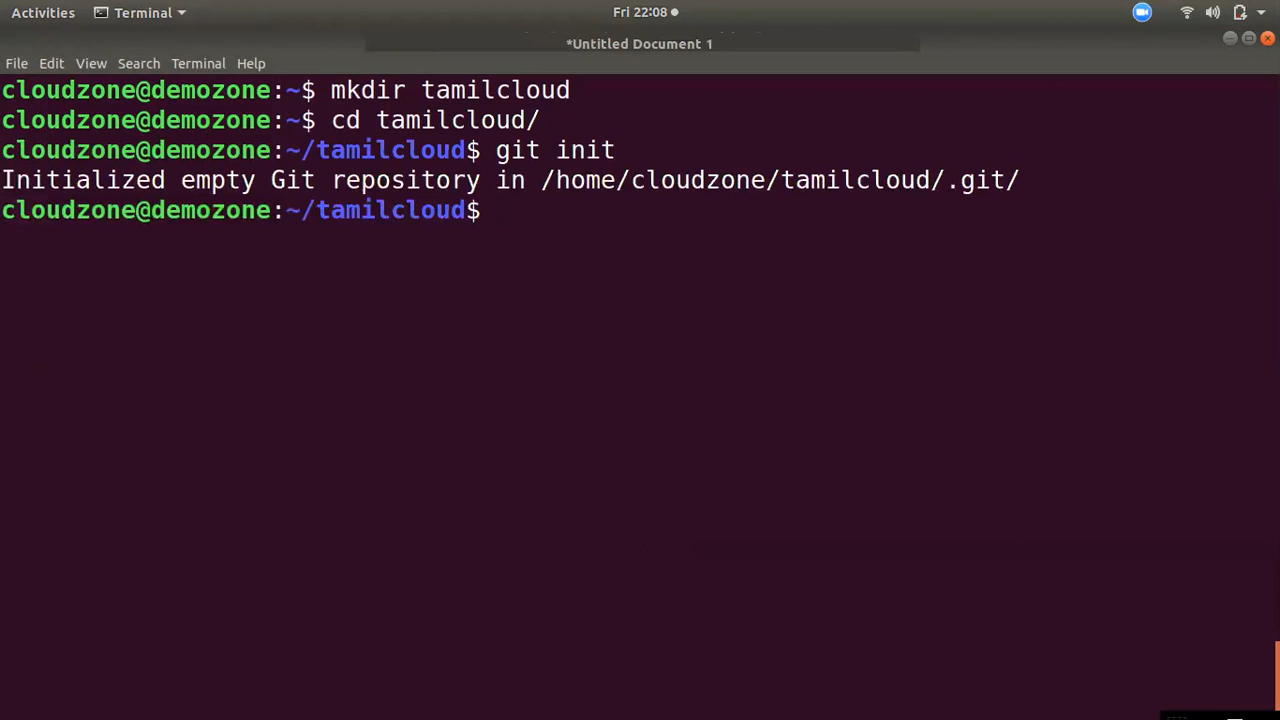 Activities Terminal Fri 22:08
*Untitled Document 1
File Edit View Search Terminal Help
cloudzone@demozone:~$ mkdir tamilcloud
cloudzone@demozone:~$ cd tamilcloud/
cloudzone@demozone:~/tamilcloud$ git init
Initialized empty Git repository in /home/cloudzone/tamilcloud/.git/
cloudzone@demozone:~/tamilcloud$